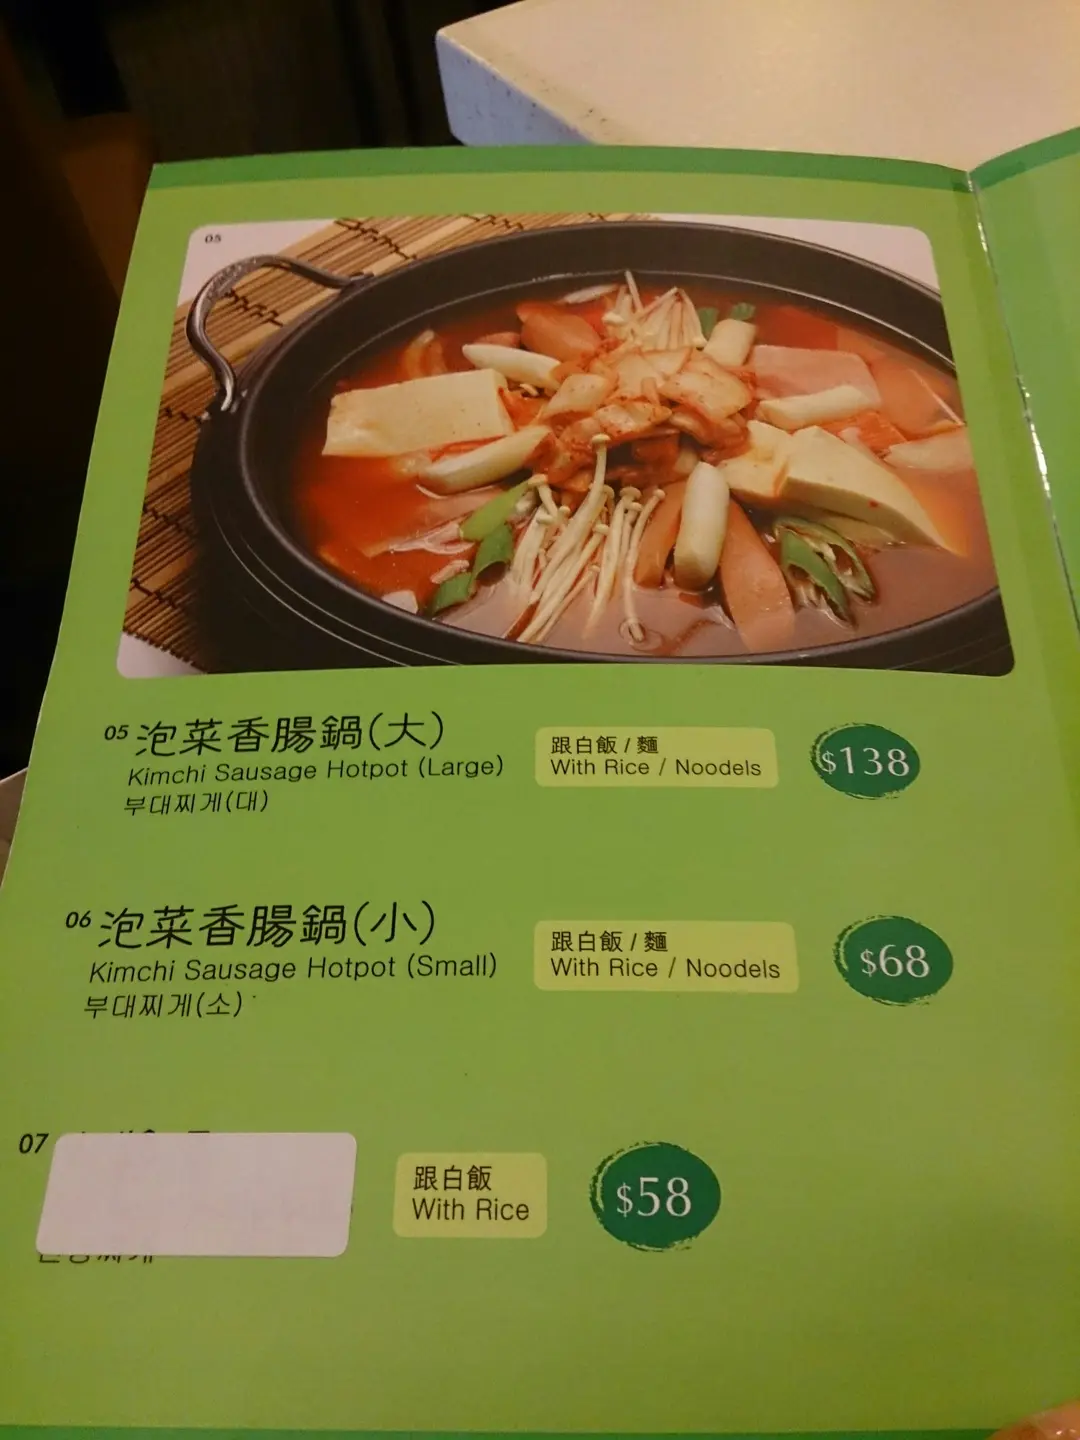 05
05 泡菜香腸鍋(大)
Kimchi Sausage Hotpot (Large)
부대찌게(대)
跟白飯 / 麵
With Rice / Noodels
$138
06 泡菜香腸鍋(小)
Kimchi Sausage Hotpot (Small)
부대찌게(소)
跟白飯 / 麵
With Rice / Noodels
$68
07
跟白飯
With Rice
$58